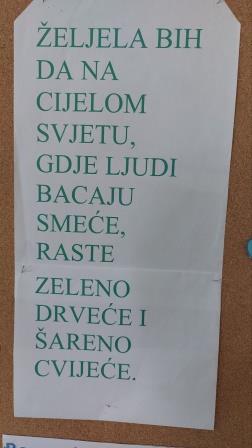 ŽELJELA BIH
DA NA
CIJELOM
SVJETU,
GDJE LJUDI
BACAJU
SMEĆE,
RASTE
ZELENO
DRVEĆE I
ŠARENO
CVIJEĆE.